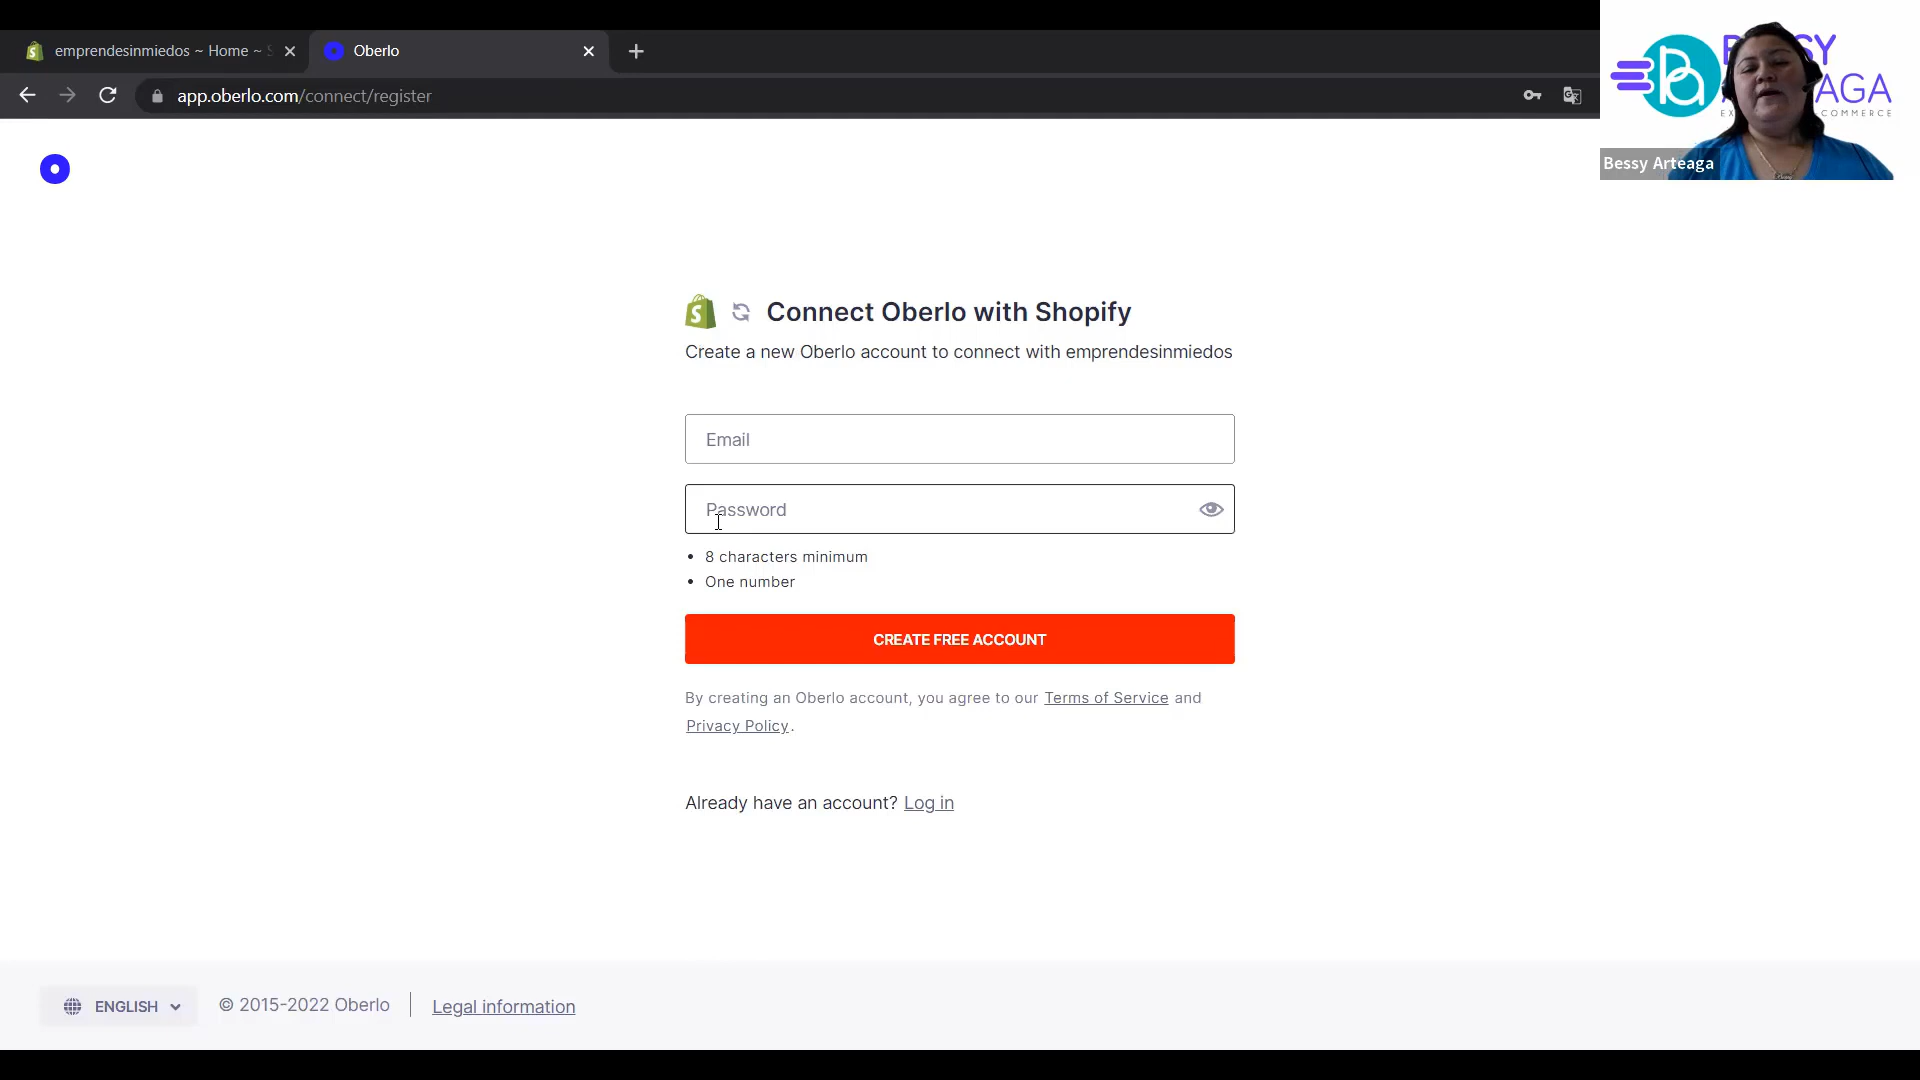 emprendesinmiedos ~ Home ~ S
Oberlo
app.oberlo.com/connect/register
Bessy Arteaga
Connect Oberlo with Shopify
Create a new Oberlo account to connect with emprendesinmiedos
Email
Password
• 8 characters minimum
• One number
CREATE FREE ACCOUNT
By creating an Oberlo account, you agree to our Terms of Service and
Privacy Policy.
Already have an account? Log in
ENGLISH
© 2015-2022 Oberlo
Legal information